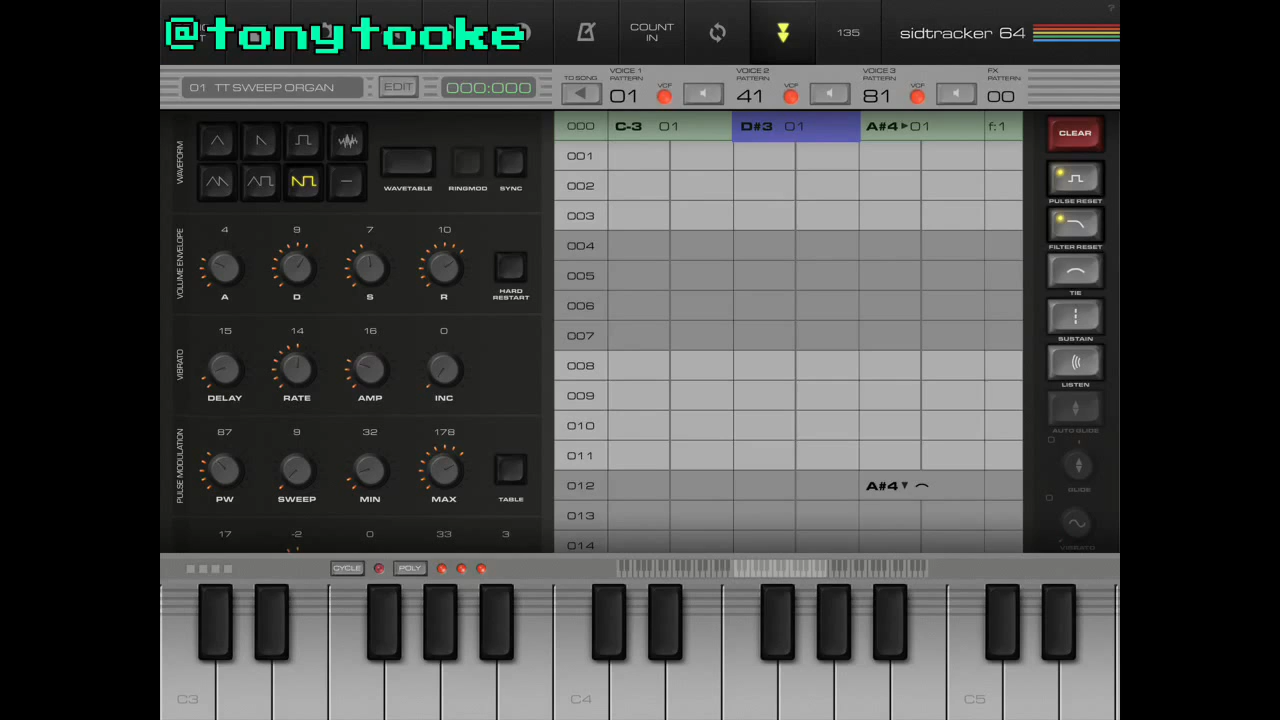 @tonytooke
COUNT IN
135
sidtracker 64
?
01 TT SWEEP ORGAN
EDIT
000:000
TO SONG
VOICE 1 PATTERN
01
VCF
VOICE 2 PATTERN
41
VCF
VOICE 3 PATTERN
81
VCF
FX PATTERN
00
WAVEFORM
WAVETABLE
RINGMOD
SYNC
VOLUME ENVELOPE
4 9 7 10
A D S R
HARD RESTART
VIBRATO
15 14 16 0
DELAY RATE AMP INC
PULSE MODULATION
87 9 32 178
PW SWEEP MIN MAX
TABLE
17 -2 0 33 3
000 C-3 01 D#3 01 A#4 01 f:1
001
002
003
004
005
006
007
008
009
010
011
012 A#4
013
014
CLEAR
PULSE RESET
FILTER RESET
TIE
SUSTAIN
LISTEN
AUTO GLIDE
GLIDE
VIBRATO
CYCLE
POLY
C3 C4 C5